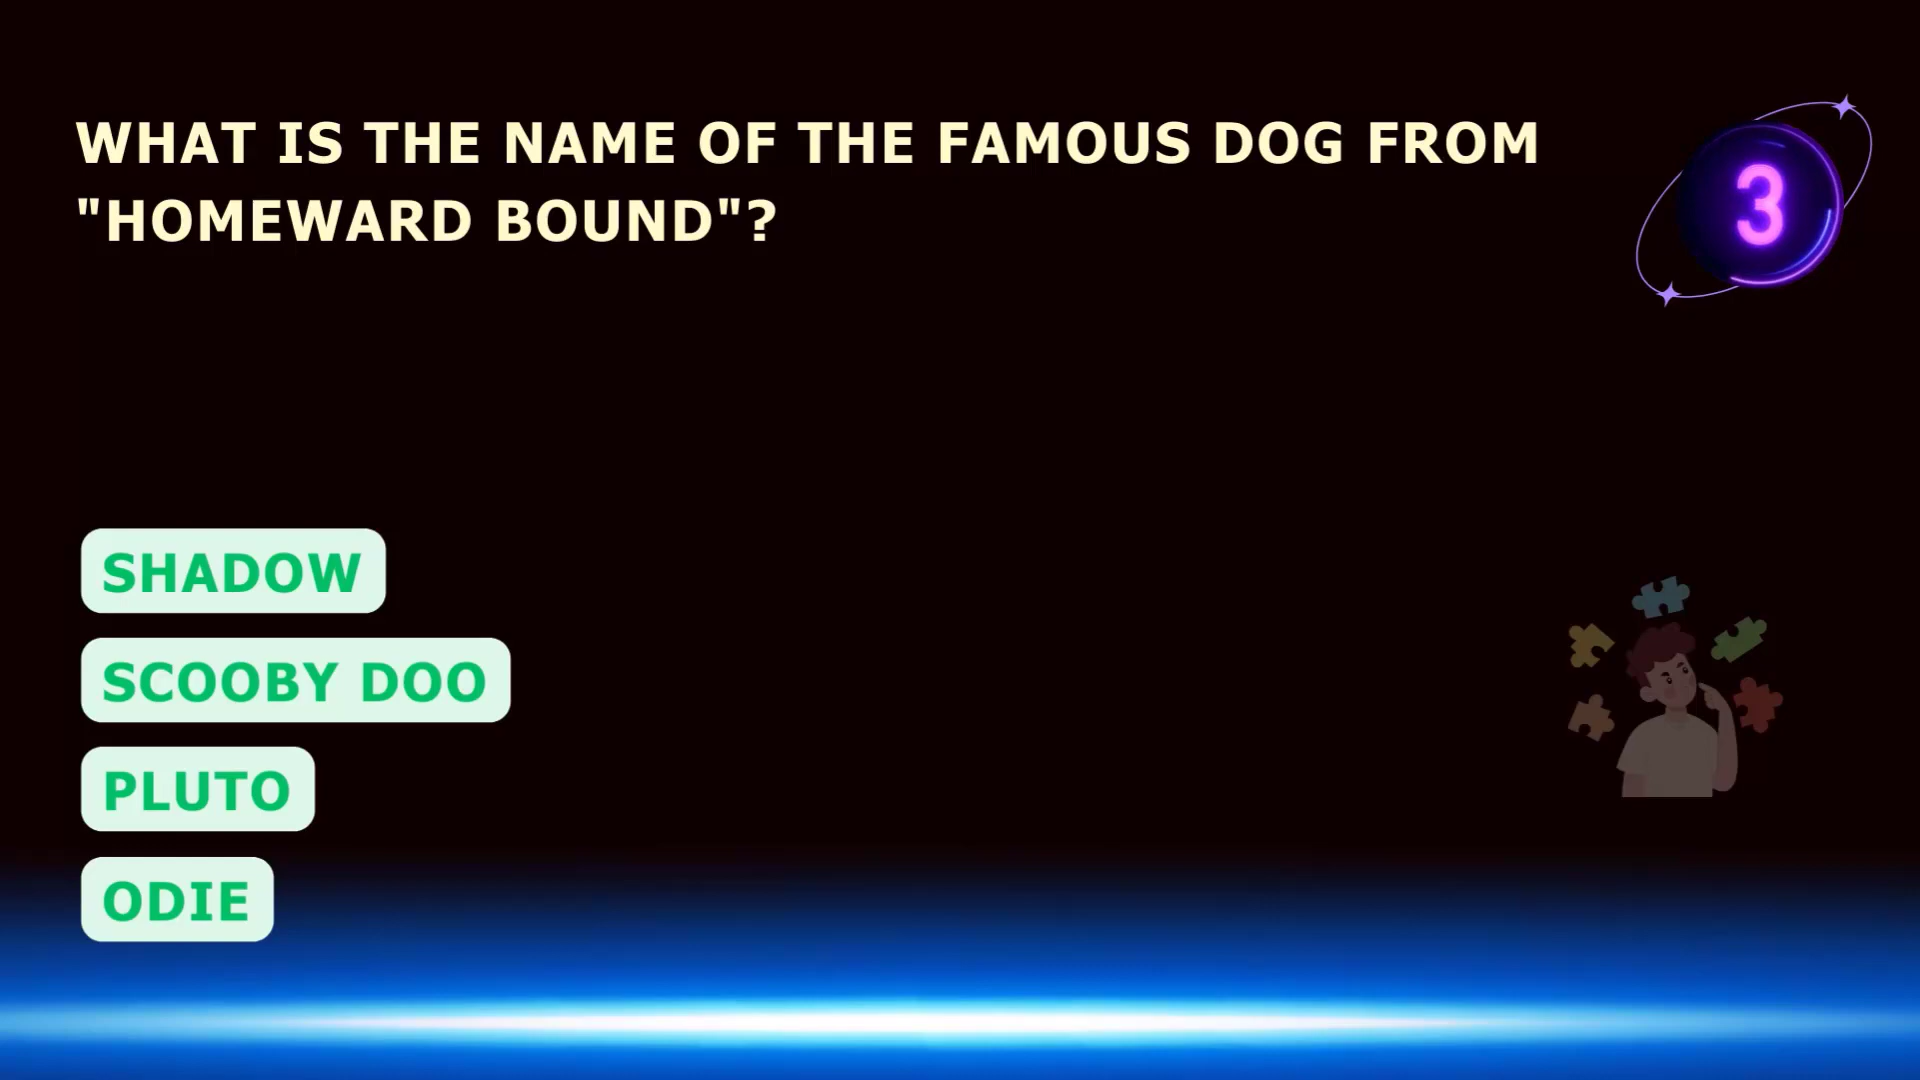 WHAT IS THE NAME OF THE FAMOUS DOG FROM
"HOMEWARD BOUND"?
3
SHADOW
SCOOBY DOO
PLUTO
ODIE